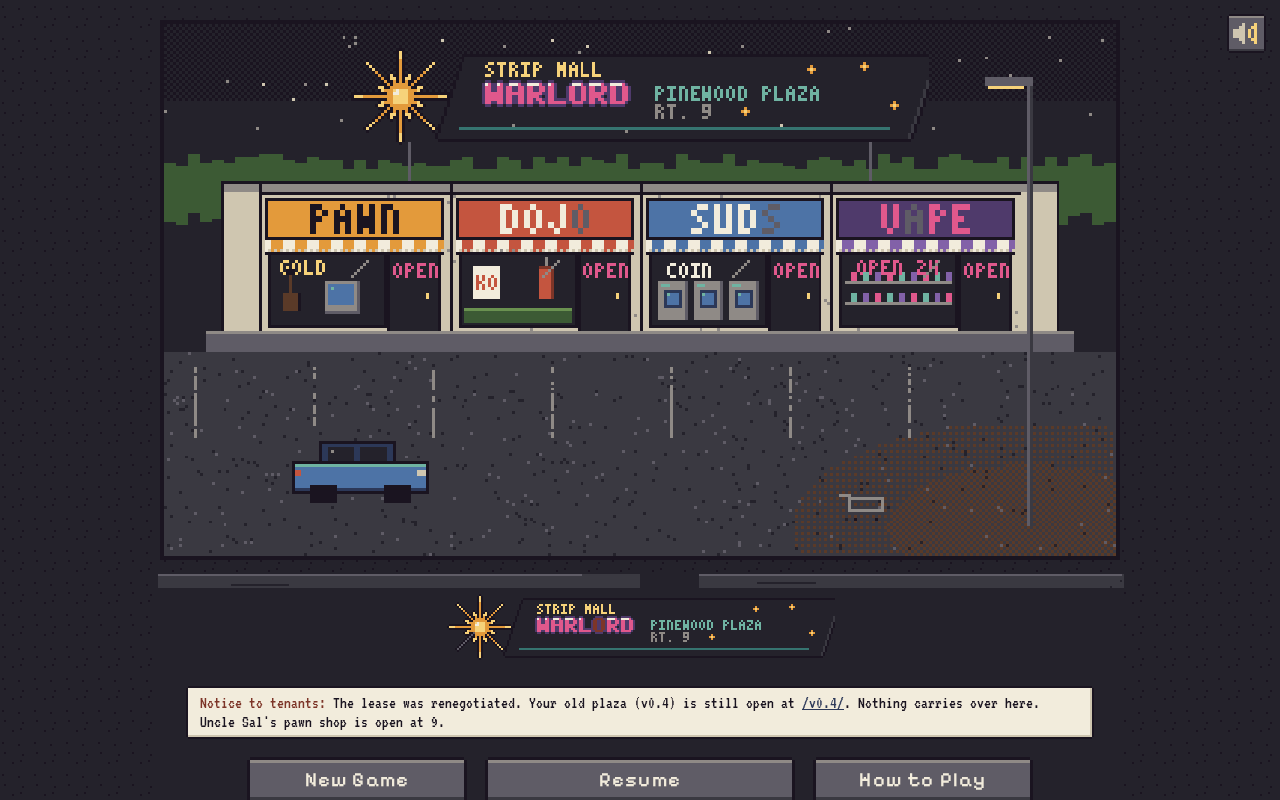 STRIP MALL
WARLORD
PINEWOOD PLAZA
RT. 9
PAWN
DOJO
SUDS
VAPE
GOLD
OPEN
KO
OPEN
COIN
OPEN
OPEN 24
OPEN
STRIP MALL
WARLORD
PINEWOOD PLAZA
RT. 9
Notice to tenants: The lease was renegotiated. Your old plaza (v0.4) is still open at /v0.4/. Nothing carries over here.
Uncle Sal's pawn shop is open at 9.
New Game
Resume
How to Play